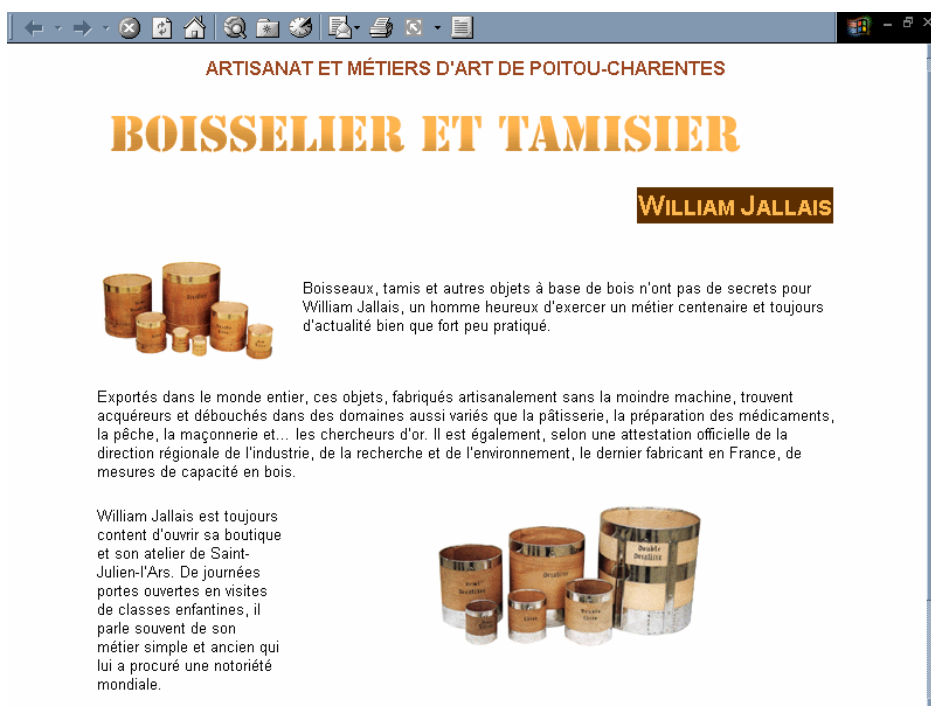 ARTISANAT ET MÉTIERS D'ART DE POITOU-CHARENTES
BOISSELIER ET TAMISIER
WILLIAM JALLAIS
Boisseaux, tamis et autres objets à base de bois n'ont pas de secrets pour
William Jallais, un homme heureux d'exercer un métier centenaire et toujours
d'actualité bien que fort peu pratiqué.
Exportés dans le monde entier, ces objets, fabriqués artisanalement sans la moindre machine, trouvent
acquéreurs et débouchés dans des domaines aussi variés que la pâtisserie, la préparation des médicaments,
la pêche, la maçonnerie et... les chercheurs d'or. Il est également, selon une attestation officielle de la
direction régionale de l'industrie, de la recherche et de l'environnement, le dernier fabricant en France, de
mesures de capacité en bois.
William Jallais est toujours
content d'ouvrir sa boutique
et son atelier de Saint-
Julien-l'Ars. De journées
portes ouvertes en visites
de classes enfantines, il
parle souvent de son
métier simple et ancien qui
lui a procuré une notoriété
mondiale.
Double
Decalitre